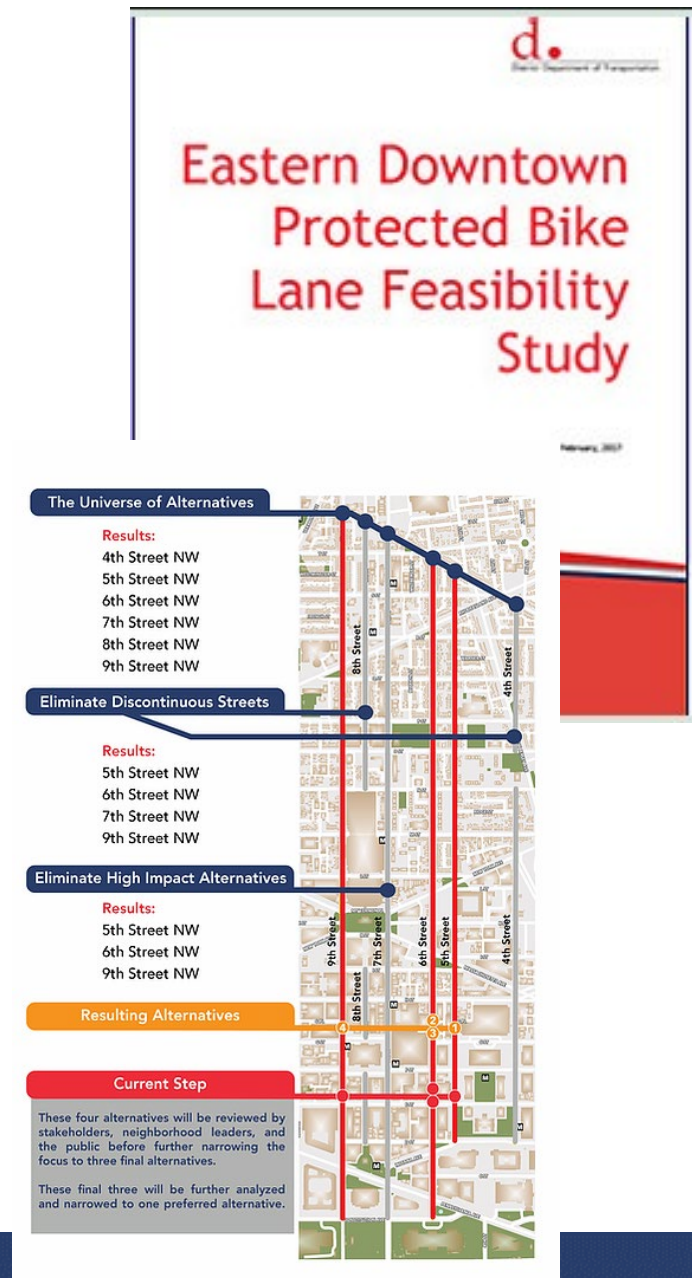 d.
District Department of Transportation
Eastern Downtown
Protected Bike
Lane Feasibility
Study
February, 2017
The Universe of Alternatives
Results:
4th Street NW
5th Street NW
6th Street NW
7th Street NW
8th Street NW
9th Street NW
Eliminate Discontinuous Streets
Results:
5th Street NW
6th Street NW
7th Street NW
9th Street NW
Eliminate High Impact Alternatives
Results:
5th Street NW
6th Street NW
9th Street NW
Resulting Alternatives
Current Step
These four alternatives will be reviewed by
stakeholders, neighborhood leaders, and
the public before further narrowing the
focus to three final alternatives.
These final three will be further analyzed
and narrowed to one preferred alternative.
8th Street
4th Street
9th Street
7th Street
6th Street
5th Street
4th Street
8th Street
4
2
3
1